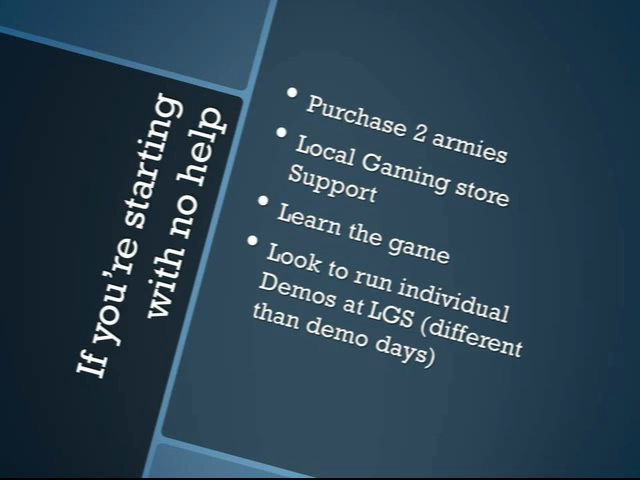 If you're starting
with no help
• Purchase 2 armies
• Local Gaming store
Support
• Learn the game
• Look to run individual
Demos at LGS (different
than demo days)